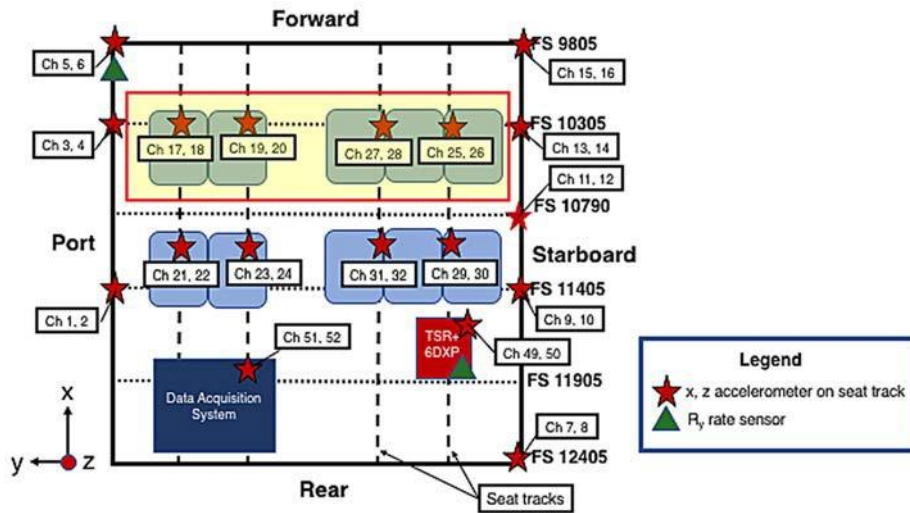 Forward
FS 9805
Ch 5, 6
Ch 15, 16
FS 10305
Ch 3, 4
Ch 17, 18
Ch 19, 20
Ch 27, 28
Ch 25, 26
Ch 13, 14
Ch 11, 12
FS 10790
Port
Starboard
Ch 21, 22
Ch 23, 24
Ch 31, 32
Ch 29, 30
FS 11405
Ch 1, 2
Ch 9, 10
Ch 51, 52
TSR+
6DXP
Ch 49, 50
FS 11905
Data Acquisition
System
x
y
z
Ch 7, 8
FS 12405
Rear
Seat tracks
Legend
x, z accelerometer on seat track
Ry rate sensor